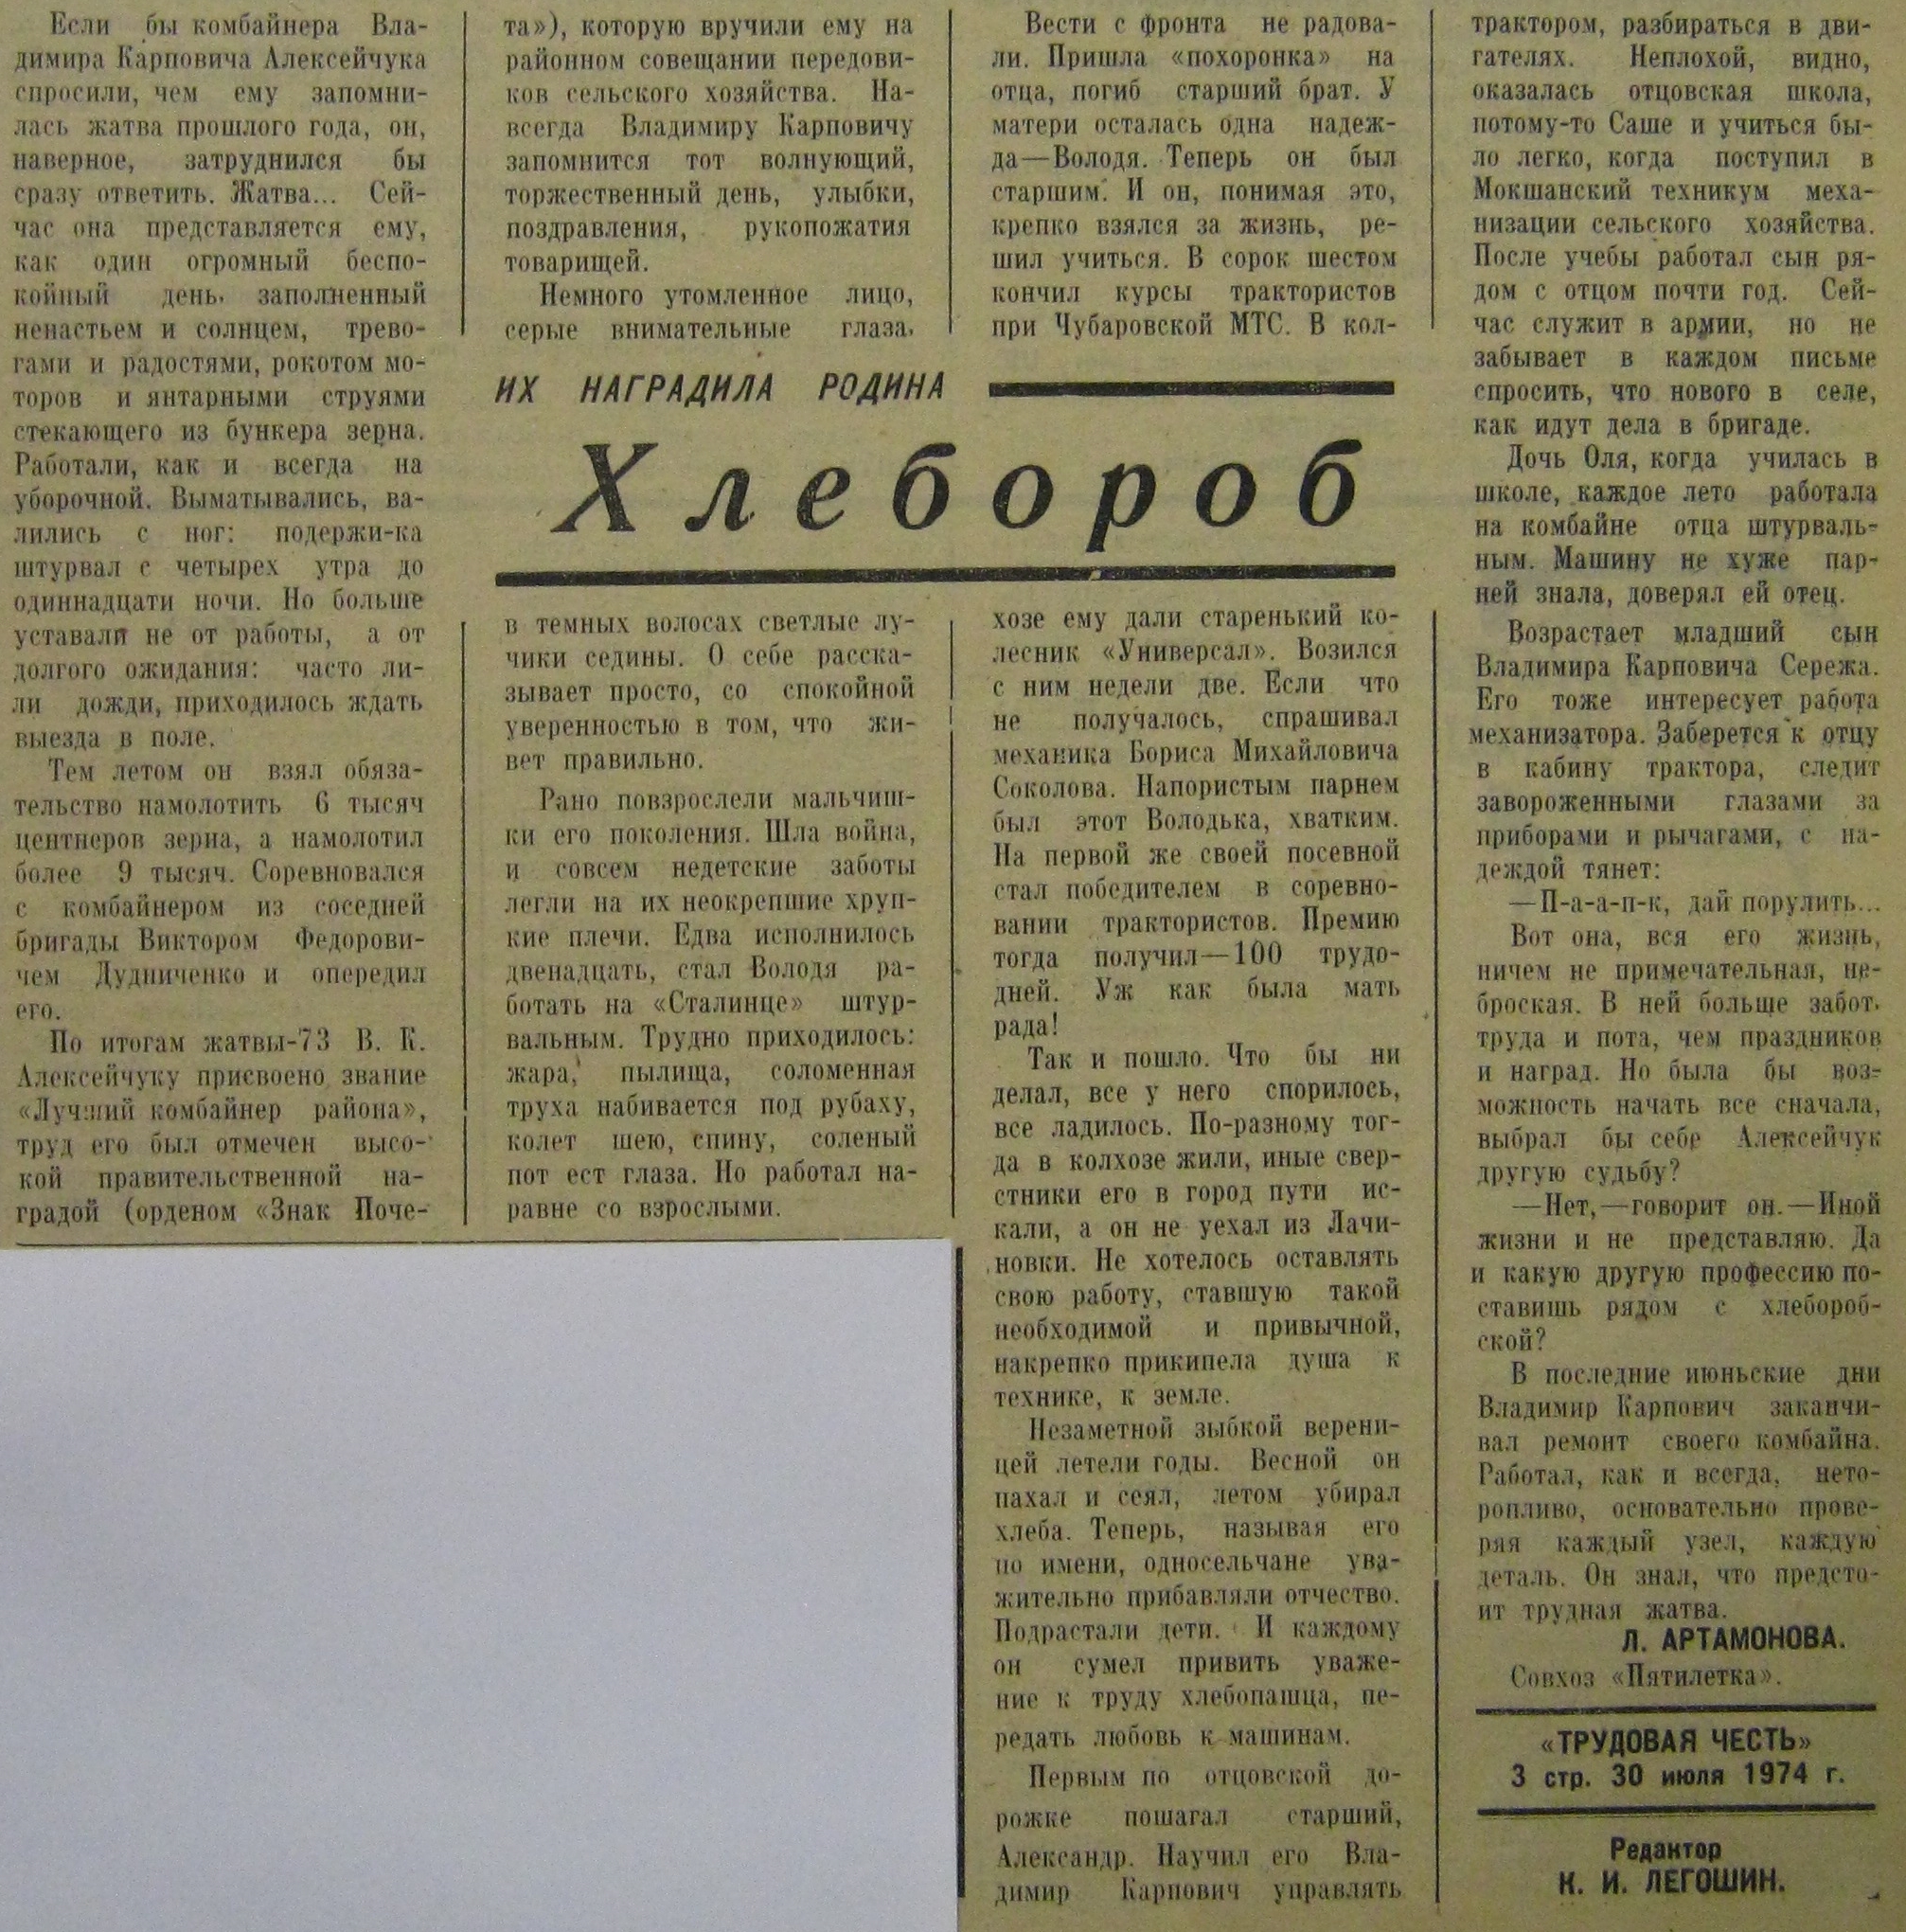 Если бы комбайнера Вла-
димира Карповича Алексейчука
спросили, чем ему запомни-
лась жатва прошлого года, он,
наверное, затруднился бы
сразу ответить. Жатва... Сей-
час она представляется ему,
как один огромный беспо-
койный день, заполненный
ненастьем и солнцем, трево-
гами и радостями, рокотом мо-
торов и янтарными струями
стекающего из бункера зерна.
Работали, как и всегда на
уборочной. Выматывались, ва-
лились с ног: подержи-ка
штурвал с четырех утра до
одиннадцати ночи. Но больше
уставали не от работы, а от
долгого ожидания: часто ли-
ли дожди, приходилось ждать
выезда в поле.
Тем летом он взял обяза-
тельство намолотить 6 тысяч
центнеров зерна, а намолотил
более 9 тысяч. Соревновался
с комбайнером из соседней
бригады Виктором Федорови-
чем Дудниченко и опередил
его.
По итогам жатвы-73 В. К.
Алексейчуку присвоено звание
«Лучший комбайнер района»,
труд его был отмечен высо-
кой правительственной на-
градой (орденом «Знак Поче-
та»), которую вручили ему на
районном совещании передови-
ков сельского хозяйства. На-
всегда Владимиру Карповичу
запомнится тот волнующий,
торжественный день, улыбки,
поздравления, рукопожатия
товарищей.
Немного утомленное лицо,
серые внимательные глаза,
ИХ НАГРАДИЛА РОДИНА
Хлебороб
в темных волосах светлые лу-
чики седины. О себе расска-
зывает просто, со спокойной
уверенностью в том, что жи-
вет правильно.
Рано повзрослели мальчиш-
ки его поколения. Шла война,
и совсем недетские заботы
легли на их неокрепшие хруп-
кие плечи. Едва исполнилось
двенадцать, стал Володя ра-
ботать на «Сталинце» штур-
вальным. Трудно приходилось:
жара, пылища, соломенная
труха набивается под рубаху,
колет шею, спину, соленый
пот ест глаза. Но работал на-
равне со взрослыми.
Вести с фронта не радова-
ли. Пришла «похоронка» на
отца, погиб старший брат. У
матери осталась одна надеж-
да—Володя. Теперь он был
старшим. И он, понимая это,
крепко взялся за жизнь, ре-
шил учиться. В сорок шестом
кончил курсы трактористов
при Чубаровской МТС. В кол-
хозе ему дали старенький ко-
лесник «Универсал». Возился
с ним недели две. Если что
не получалось, спрашивал
механика Бориса Михайловича
Соколова. Напористым парнем
был этот Володька, хватким.
На первой же своей посевной
стал победителем в соревно-
вании трактористов. Премию
тогда получил—100 трудо-
дней. Уж как была мать
рада!
Так и пошло. Что бы ни
делал, все у него спорилось,
все ладилось. По-разному тог-
да в колхозе жили, иные свер-
стники его в город пути ис-
кали, а он не уехал из Лачи-
новки. Не хотелось оставлять
свою работу, ставшую такой
необходимой и привычной,
накрепко прикипела душа к
технике, к земле.
Незаметной зыбкой верени-
цей летели годы. Весной он
пахал и сеял, летом убирал
хлеба. Теперь, называя его
по имени, односельчане ува-
жительно прибавляли отчество.
Подрастали дети. И каждому
он сумел привить уваже-
ние к труду хлебопашца, пе-
редать любовь к машинам.
Первым по отцовской до-
рожке пошагал старший,
Александр. Научил его Вла-
димир Карпович управлять
трактором, разбираться в дви-
гателях. Неплохой, видно,
оказалась отцовская школа,
потому-то Саше и учиться бы-
ло легко, когда поступил в
Мокшанский техникум меха-
низации сельского хозяйства.
После учебы работал сын ря-
дом с отцом почти год. Сей-
час служит в армии, но не
забывает в каждом письме
спросить, что нового в селе,
как идут дела в бригаде.
Дочь Оля, когда училась в
школе, каждое лето работала
на комбайне отца штурваль-
ным. Машину не хуже пар-
ней знала, доверял ей отец.
Возрастает младший сын
Владимира Карповича Сережа.
Его тоже интересует работа
механизатора. Заберется к отцу
в кабину трактора, следит
завороженными глазами за
приборами и рычагами, с на-
деждой тянет:
—П-а-а-п-к, дай порулить...
Вот она, вся его жизнь,
ничем не примечательная, не-
броская. В ней больше забот,
труда и пота, чем праздников
и наград. Но была бы воз-
можность начать все сначала,
выбрал бы себе Алексейчук
другую судьбу?
—Нет,—говорит он.—Иной
жизни и не представляю. Да
и какую другую профессию по-
ставишь рядом с хлебороб-
ской?
В последние июньские дни
Владимир Карпович заканчи-
вал ремонт своего комбайна.
Работал, как и всегда, нето-
ропливо, основательно прове-
ряя каждый узел, каждую
деталь. Он знал, что предсто-
ит трудная жатва.
Л. АРТАМОНОВА.
Совхоз «Пятилетка».
«ТРУДОВАЯ ЧЕСТЬ»
3 стр. 30 июля 1974 г.
Редактор
К. И. ЛЕГОШИН.